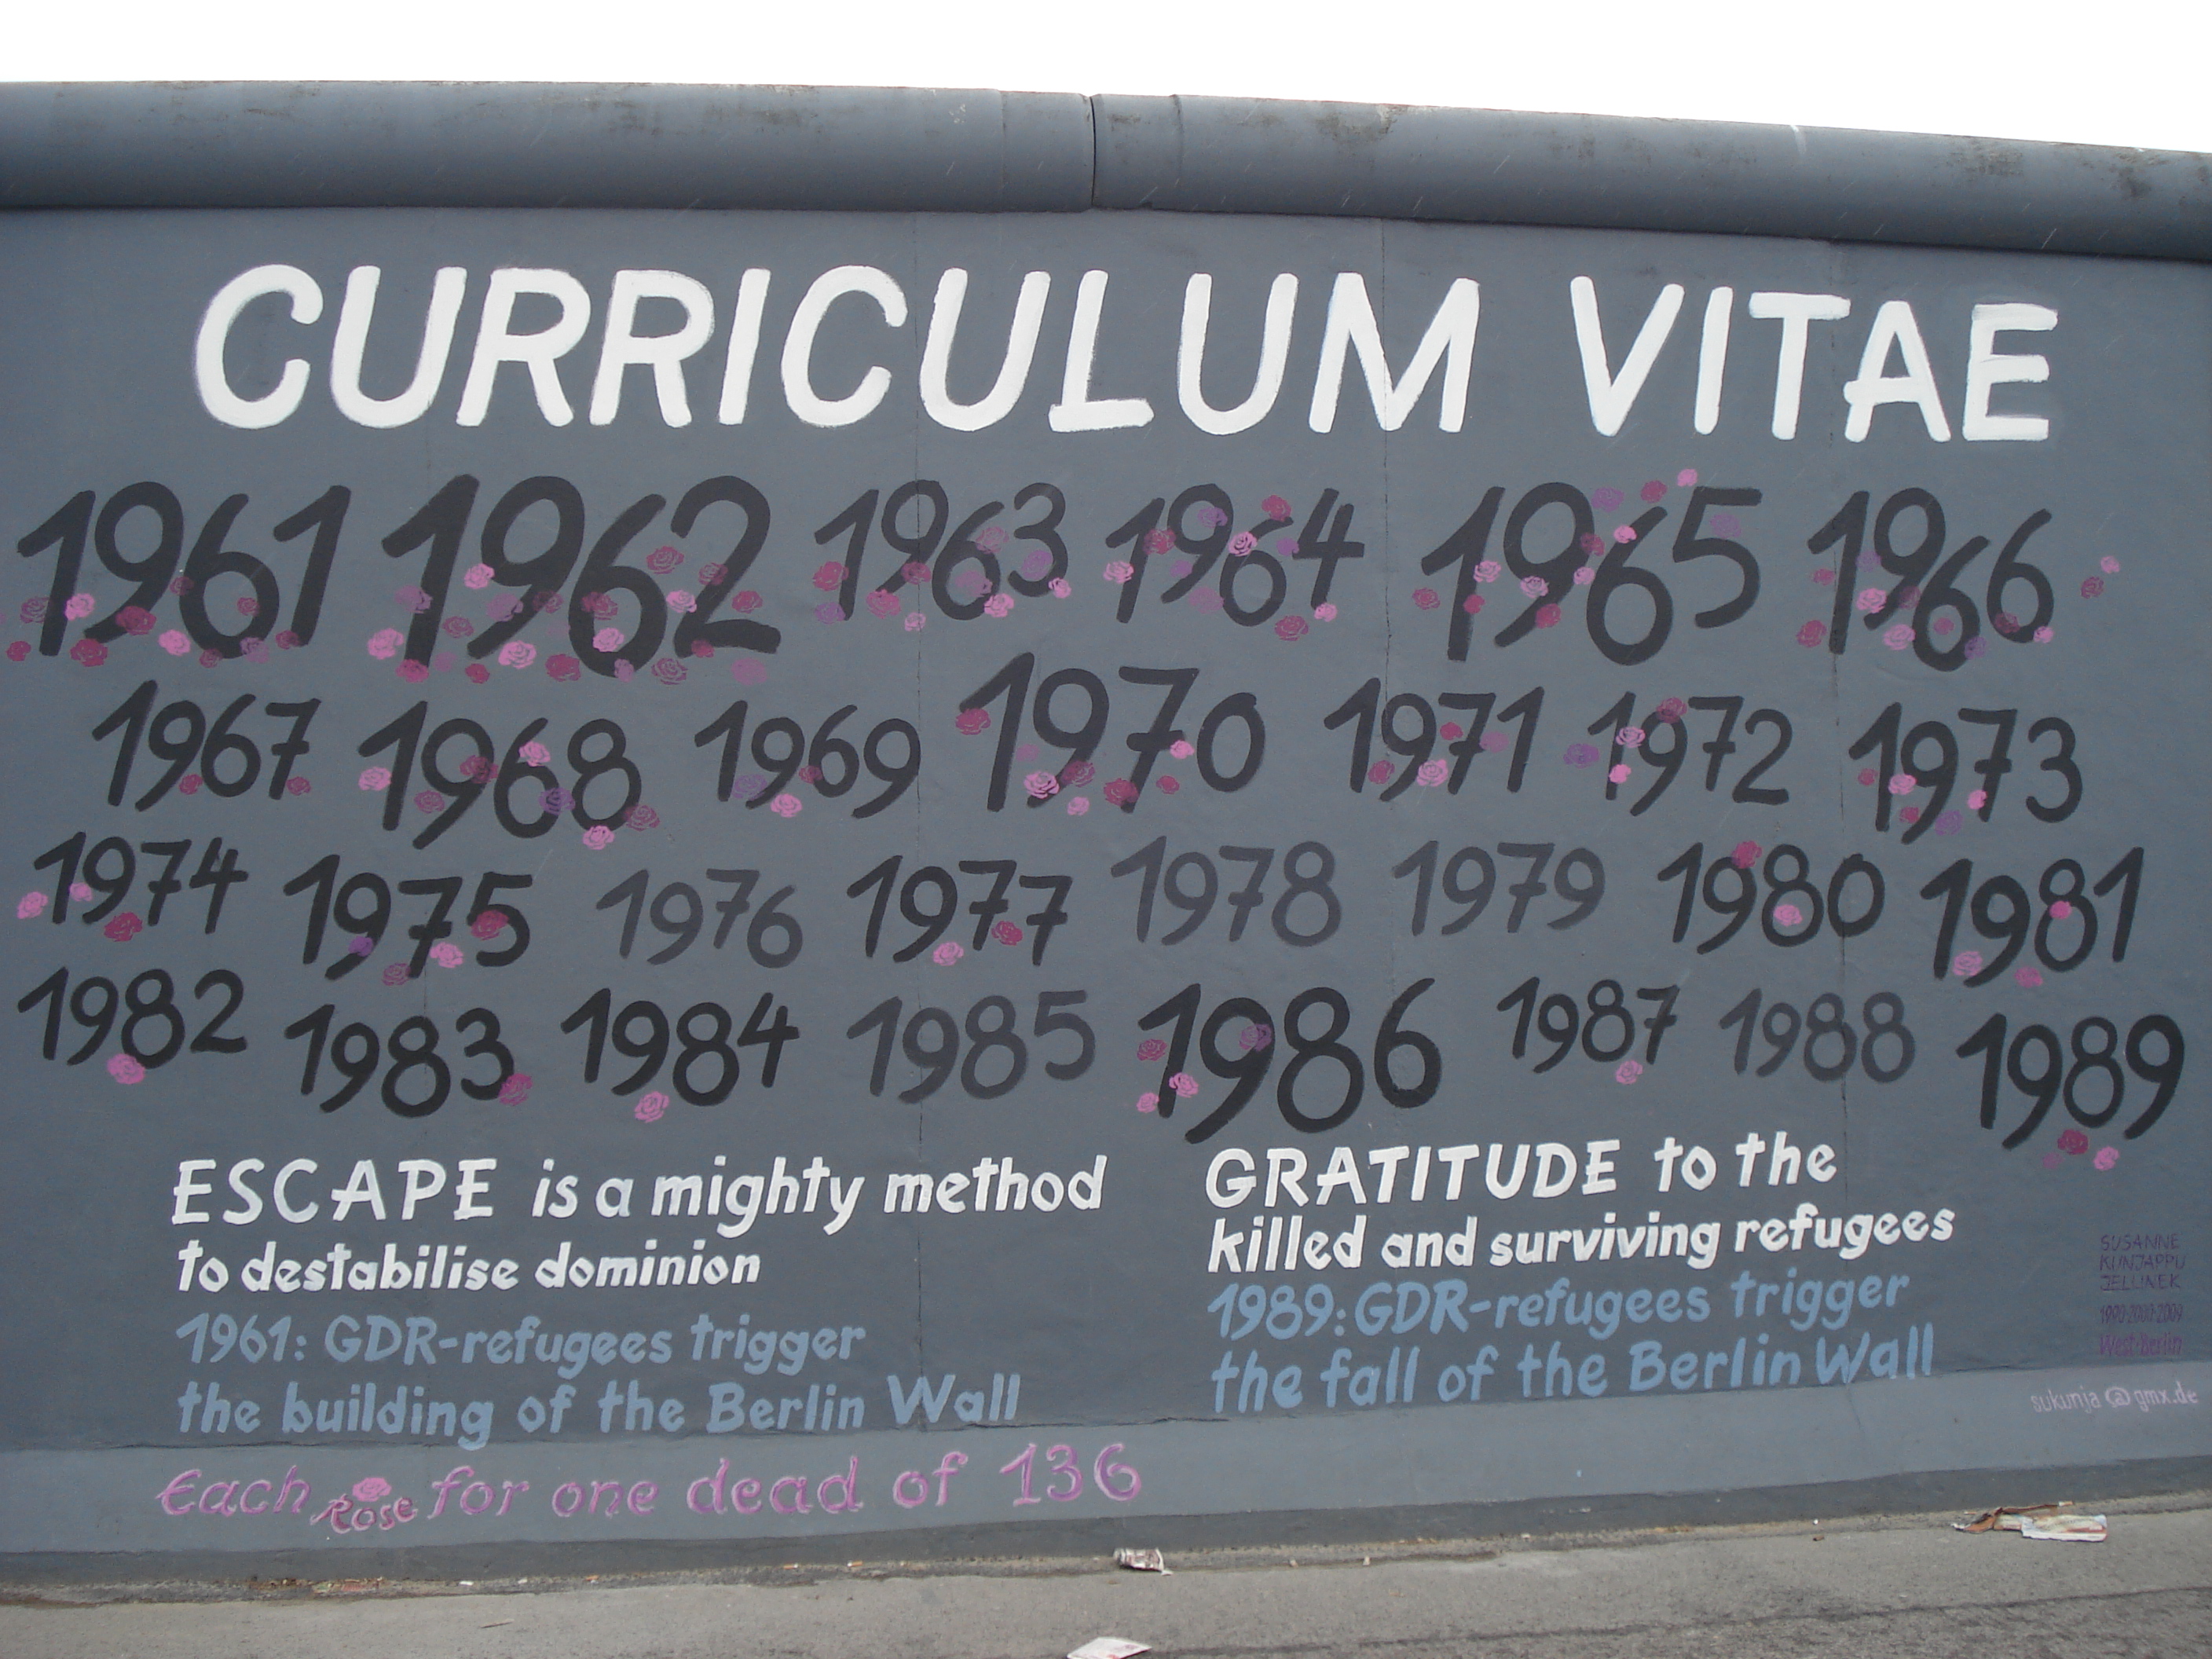 CURRICULUM VITAE
1961 1962 1963 1964 1965 1966
1967 1968 1969 1970 1971 1972 1973
1974 1975 1976 1977 1978 1979 1980 1981
1982 1983 1984 1985 1986 1987 1988 1989
ESCAPE is a mighty method
to destabilise dominion
1961: GDR-refugees trigger
the building of the Berlin Wall
GRATITUDE to the
killed and surviving refugees
1989: GDR-refugees trigger
the fall of the Berlin Wall
SUSANNE
KUNJAPPU
JELLINEK
1990·2000·2009
West-Berlin
sukunja @ gmx.de
Each Rose for one dead of 136